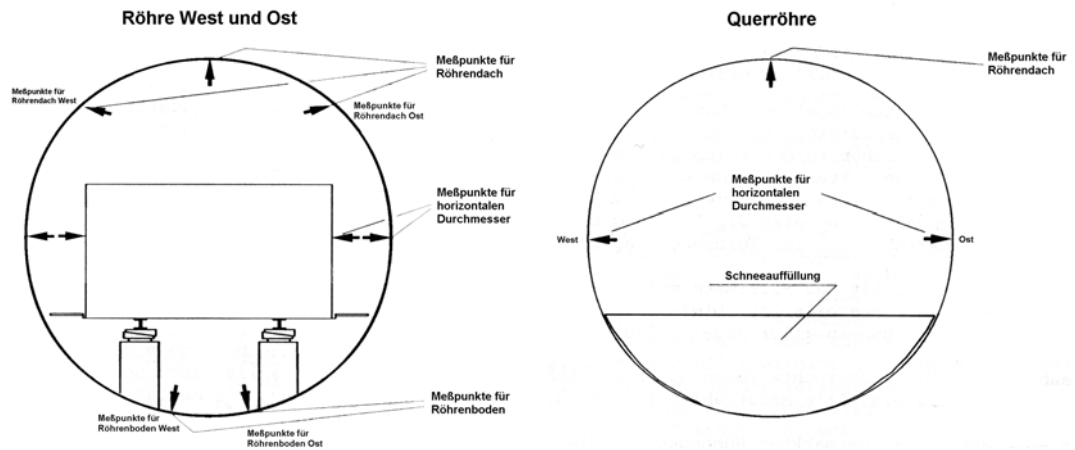 Röhre West und Ost
Meßpunkte für
Röhrendach
Meßpunkte für
Röhrendach West
Meßpunkte für
Röhrendach Ost
Meßpunkte für
horizontalen
Durchmesser
Meßpunkte für
Röhrenboden West
Meßpunkte für
Röhrenboden Ost
Meßpunkte für
Röhrenboden
Querröhre
Meßpunkte für
Röhrendach
Meßpunkte für
horizontalen
Durchmesser
West
Ost
Schneeauffüllung